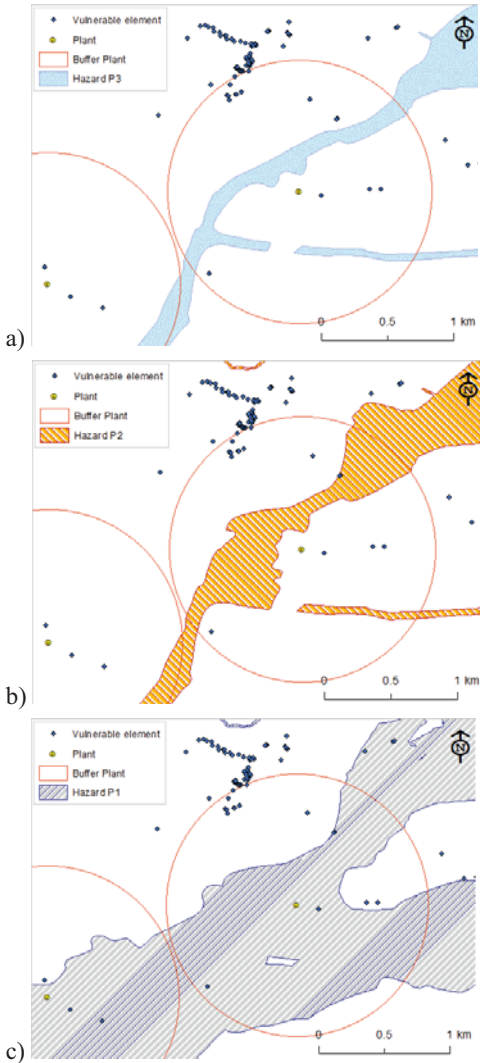 Vulnerable element
Plant
Buffer Plant
Hazard P3
N
0 0.5 1 km
a)
Vulnerable element
Plant
Buffer Plant
Hazard P2
N
0 0.5 1 km
b)
Vulnerable element
Plant
Buffer Plant
Hazard P1
N
0 0.5 1 km
c)